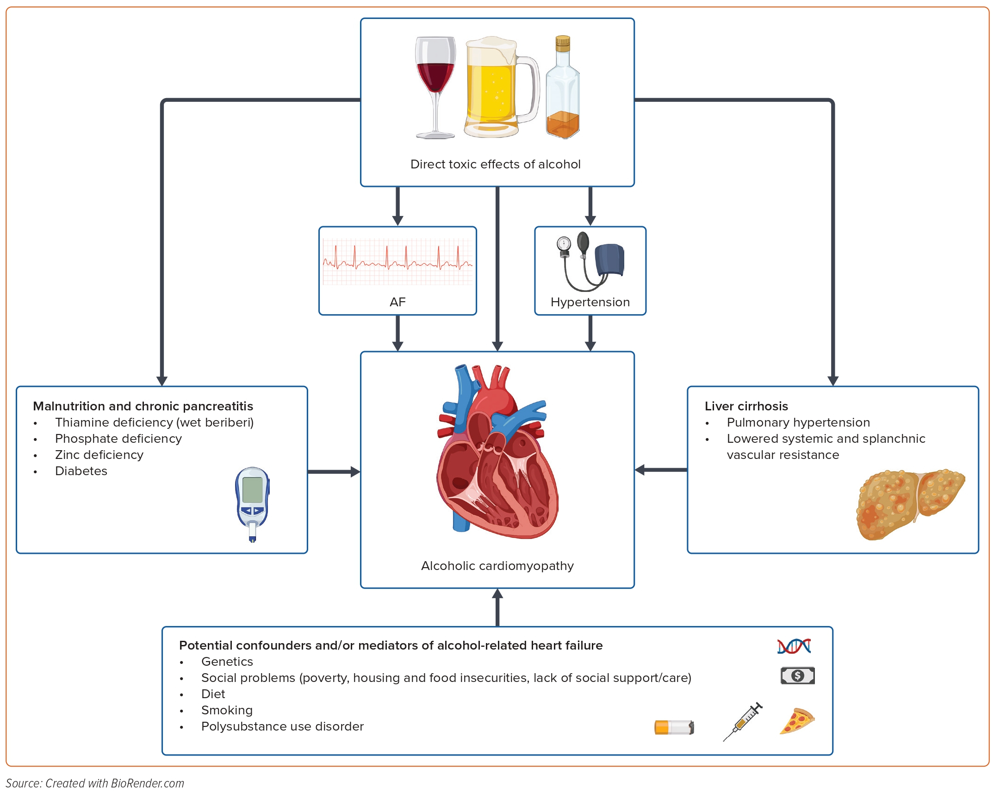 Direct toxic effects of alcohol
AF
Hypertension
Malnutrition and chronic pancreatitis
• Thiamine deficiency (wet beriberi)
• Phosphate deficiency
• Zinc deficiency
• Diabetes
Alcoholic cardiomyopathy
Liver cirrhosis
• Pulmonary hypertension
• Lowered systemic and splanchnic
vascular resistance
Potential confounders and/or mediators of alcohol-related heart failure
• Genetics
• Social problems (poverty, housing and food insecurities, lack of social support/care)
• Diet
• Smoking
• Polysubstance use disorder
$
Source: Created with BioRender.com